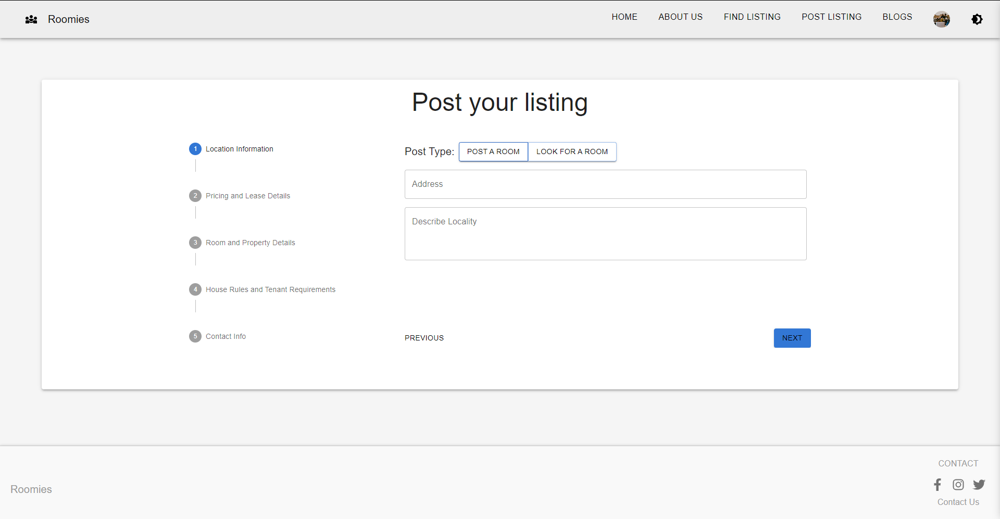 Roomies
HOME ABOUT US FIND LISTING POST LISTING BLOGS
Post your listing
1 Location Information
2 Pricing and Lease Details
3 Room and Property Details
4 House Rules and Tenant Requirements
5 Contact Info
Post Type: POST A ROOM LOOK FOR A ROOM
Address
Describe Locality
PREVIOUS NEXT
Roomies
CONTACT
Contact Us